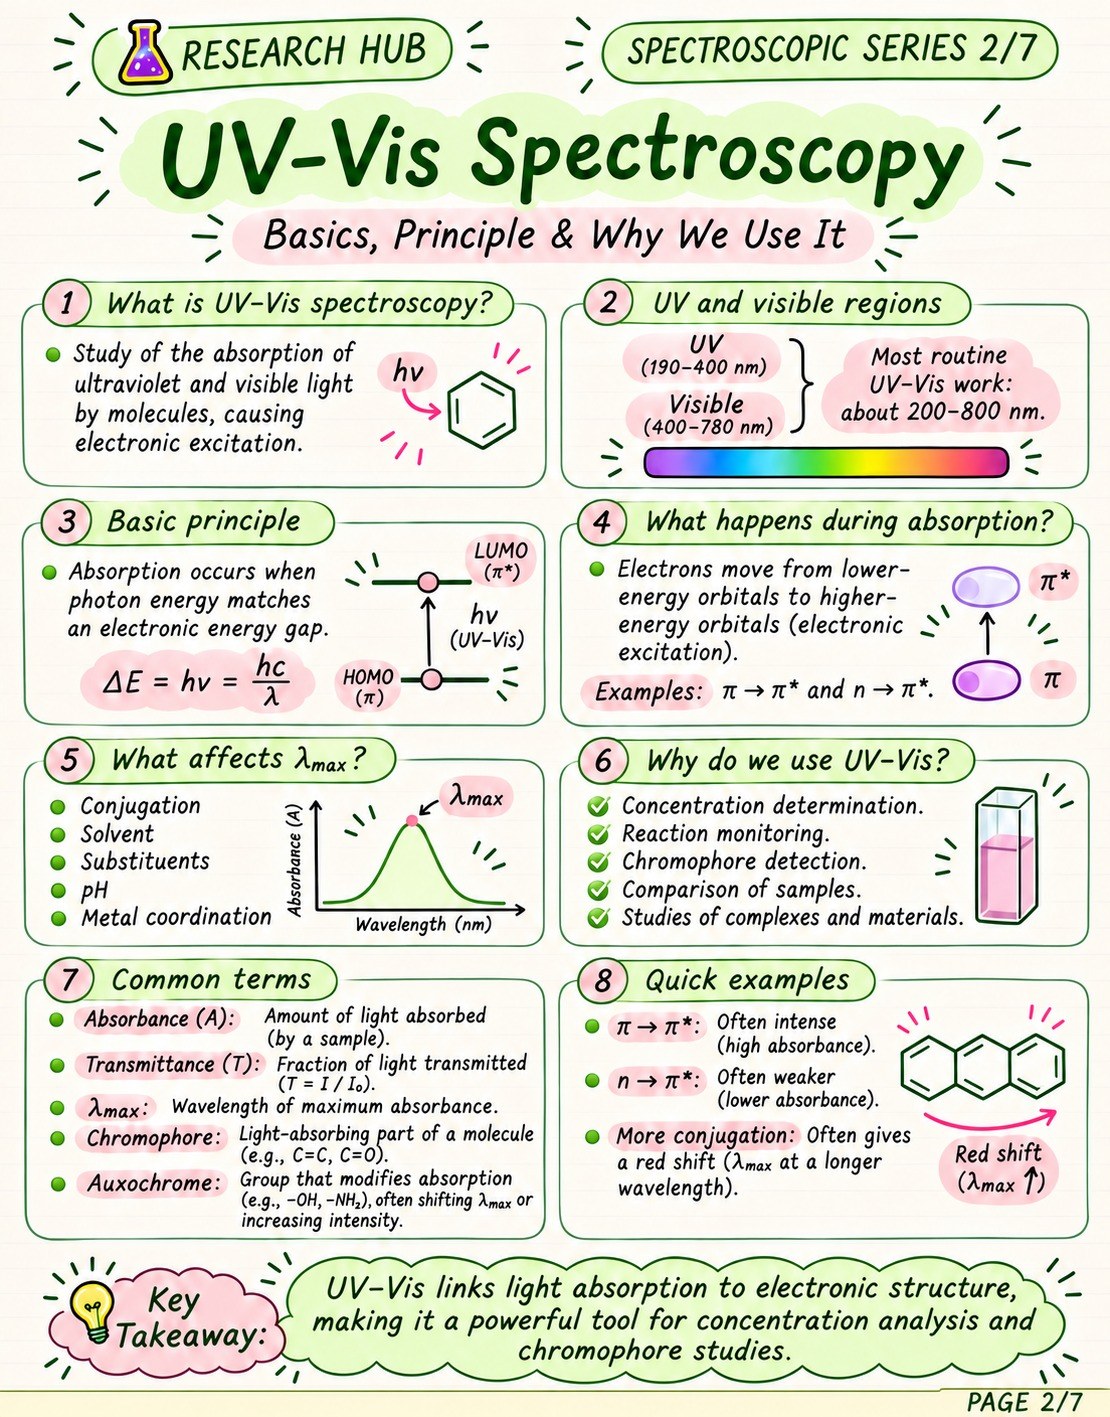 RESEARCH HUB
SPECTROSCOPIC SERIES 2/7
UV-Vis Spectroscopy
Basics, Principle & Why We Use It
1 What is UV-Vis spectroscopy?
Study of the absorption of
ultraviolet and visible light
by molecules, causing
electronic excitation.
hν
2 UV and visible regions
UV
(190-400 nm)
Visible
(400-780 nm)
Most routine
UV-Vis work:
about 200-800 nm.
3 Basic principle
Absorption occurs when
photon energy matches
an electronic energy gap.
ΔE = hν = hc/λ
LUMO
(π*)
hν
(UV-Vis)
HOMO
(π)
4 What happens during absorption?
Electrons move from lower-
energy orbitals to higher-
energy orbitals (electronic
excitation).
Examples: π → π* and n → π*.
π*
π
5 What affects λmax?
Conjugation
Solvent
Substituents
pH
Metal coordination
Absorbance (A)
λmax
Wavelength (nm)
6 Why do we use UV-Vis?
Concentration determination.
Reaction monitoring.
Chromophore detection.
Comparison of samples.
Studies of complexes and materials.
7 Common terms
Absorbance (A): Amount of light absorbed
(by a sample).
Transmittance (T): Fraction of light transmitted
(T = I / I₀).
λmax: Wavelength of maximum absorbance.
Chromophore: Light-absorbing part of a molecule
(e.g., C=C, C=O).
Auxochrome: Group that modifies absorption
(e.g., -OH, -NH₂), often shifting λmax or
increasing intensity.
8 Quick examples
π → π*: Often intense
(high absorbance).
n → π*: Often weaker
(lower absorbance).
More conjugation: Often gives
a red shift (λmax at a longer
wavelength).
Red shift
(λmax ↑)
Key
Takeaway:
UV-Vis links light absorption to electronic structure,
making it a powerful tool for concentration analysis and
chromophore studies.
PAGE 2/7